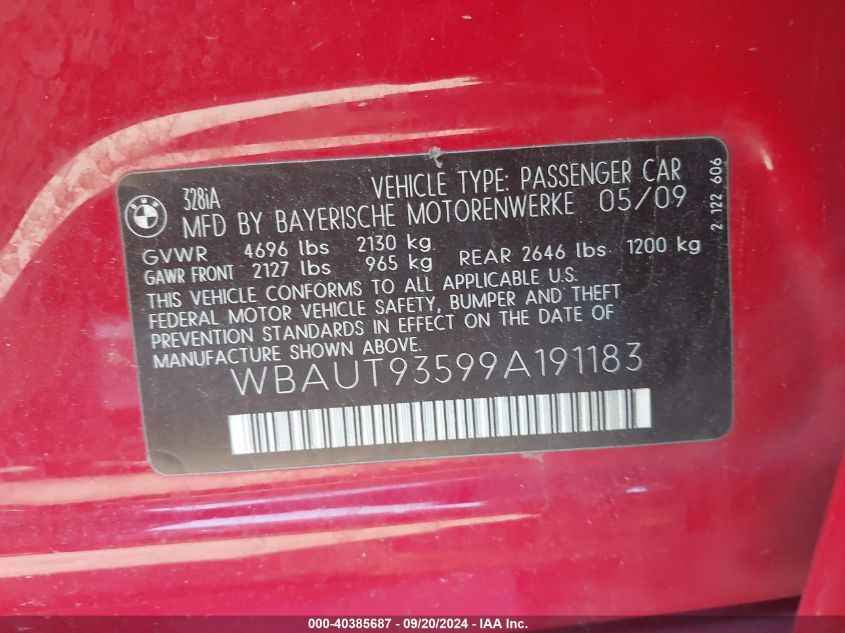 BMW
328iA
VEHICLE TYPE: PASSENGER CAR
MFD BY BAYERISCHE MOTORENWERKE 05/09
GVWR 4696 lbs 2130 kg
GAWR FRONT 2127 lbs 965 kg REAR 2646 lbs 1200 kg
THIS VEHICLE CONFORMS TO ALL APPLICABLE U.S.
FEDERAL MOTOR VEHICLE SAFETY, BUMPER AND THEFT
PREVENTION STANDARDS IN EFFECT ON THE DATE OF
MANUFACTURE SHOWN ABOVE.
WBAUT93599A191183
2 122 606
000-40385687 - 09/20/2024 - IAA Inc.